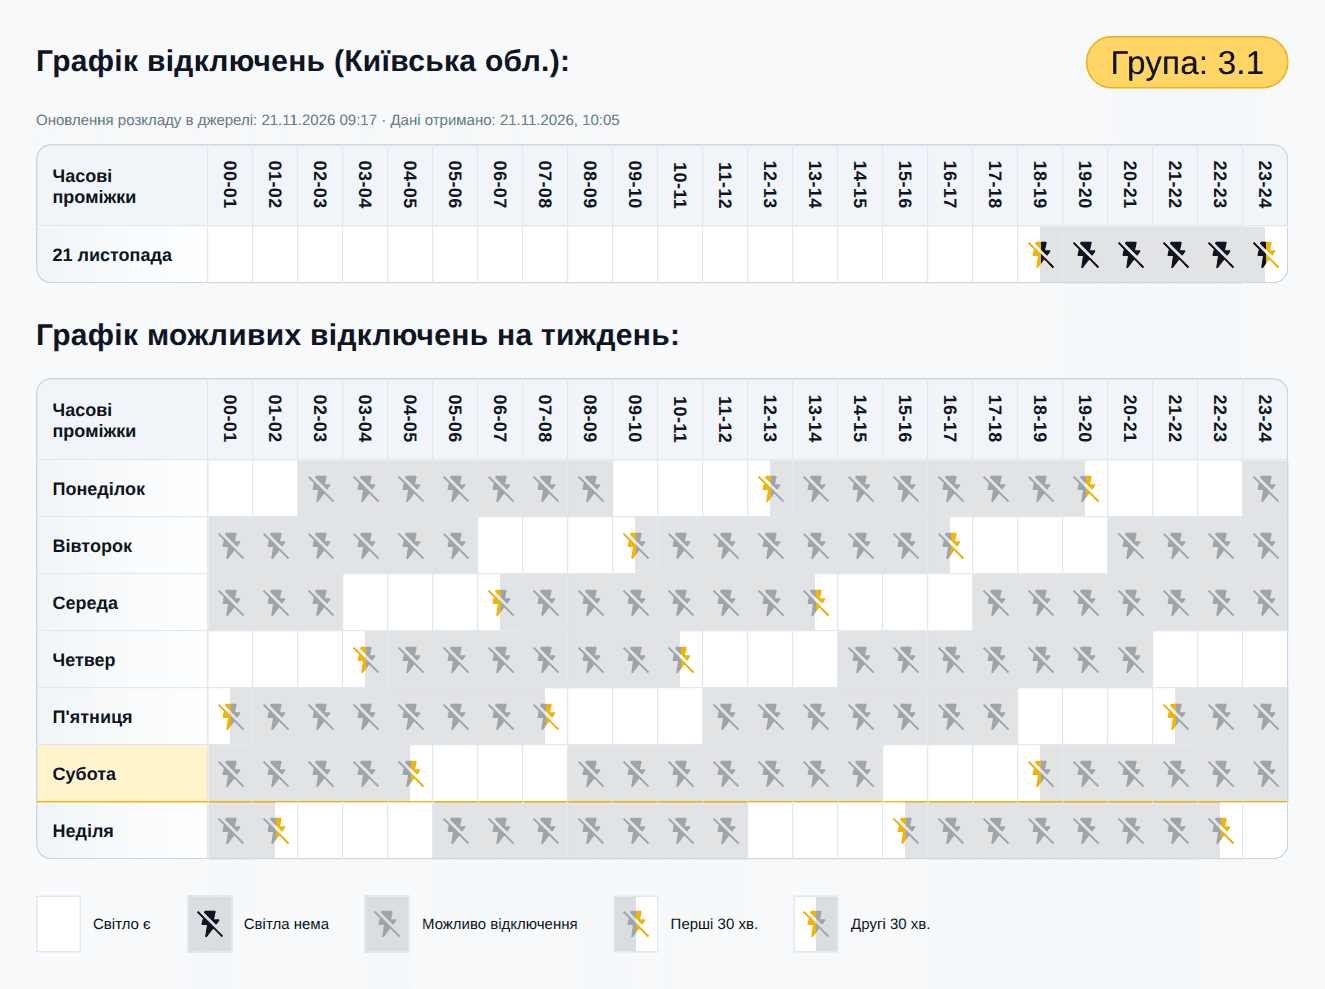 Графік відключень (Київська обл.):
Група: 3.1
Оновлення розкладу в джерелі: 21.11.2026 09:17 · Дані отримано: 21.11.2026, 10:05
Часові проміжки 00-01 01-02 02-03 03-04 04-05 05-06 06-07 07-08 08-09 09-10 10-11 11-12 12-13 13-14 14-15 15-16 16-17 17-18 18-19 19-20 20-21 21-22 22-23 23-24
21 листопада
Графік можливих відключень на тиждень:
Часові проміжки 00-01 01-02 02-03 03-04 04-05 05-06 06-07 07-08 08-09 09-10 10-11 11-12 12-13 13-14 14-15 15-16 16-17 17-18 18-19 19-20 20-21 21-22 22-23 23-24
Понеділок
Вівторок
Середа
Четвер
П'ятниця
Субота
Неділя
Світло є Світла нема Можливо відключення Перші 30 хв. Другі 30 хв.